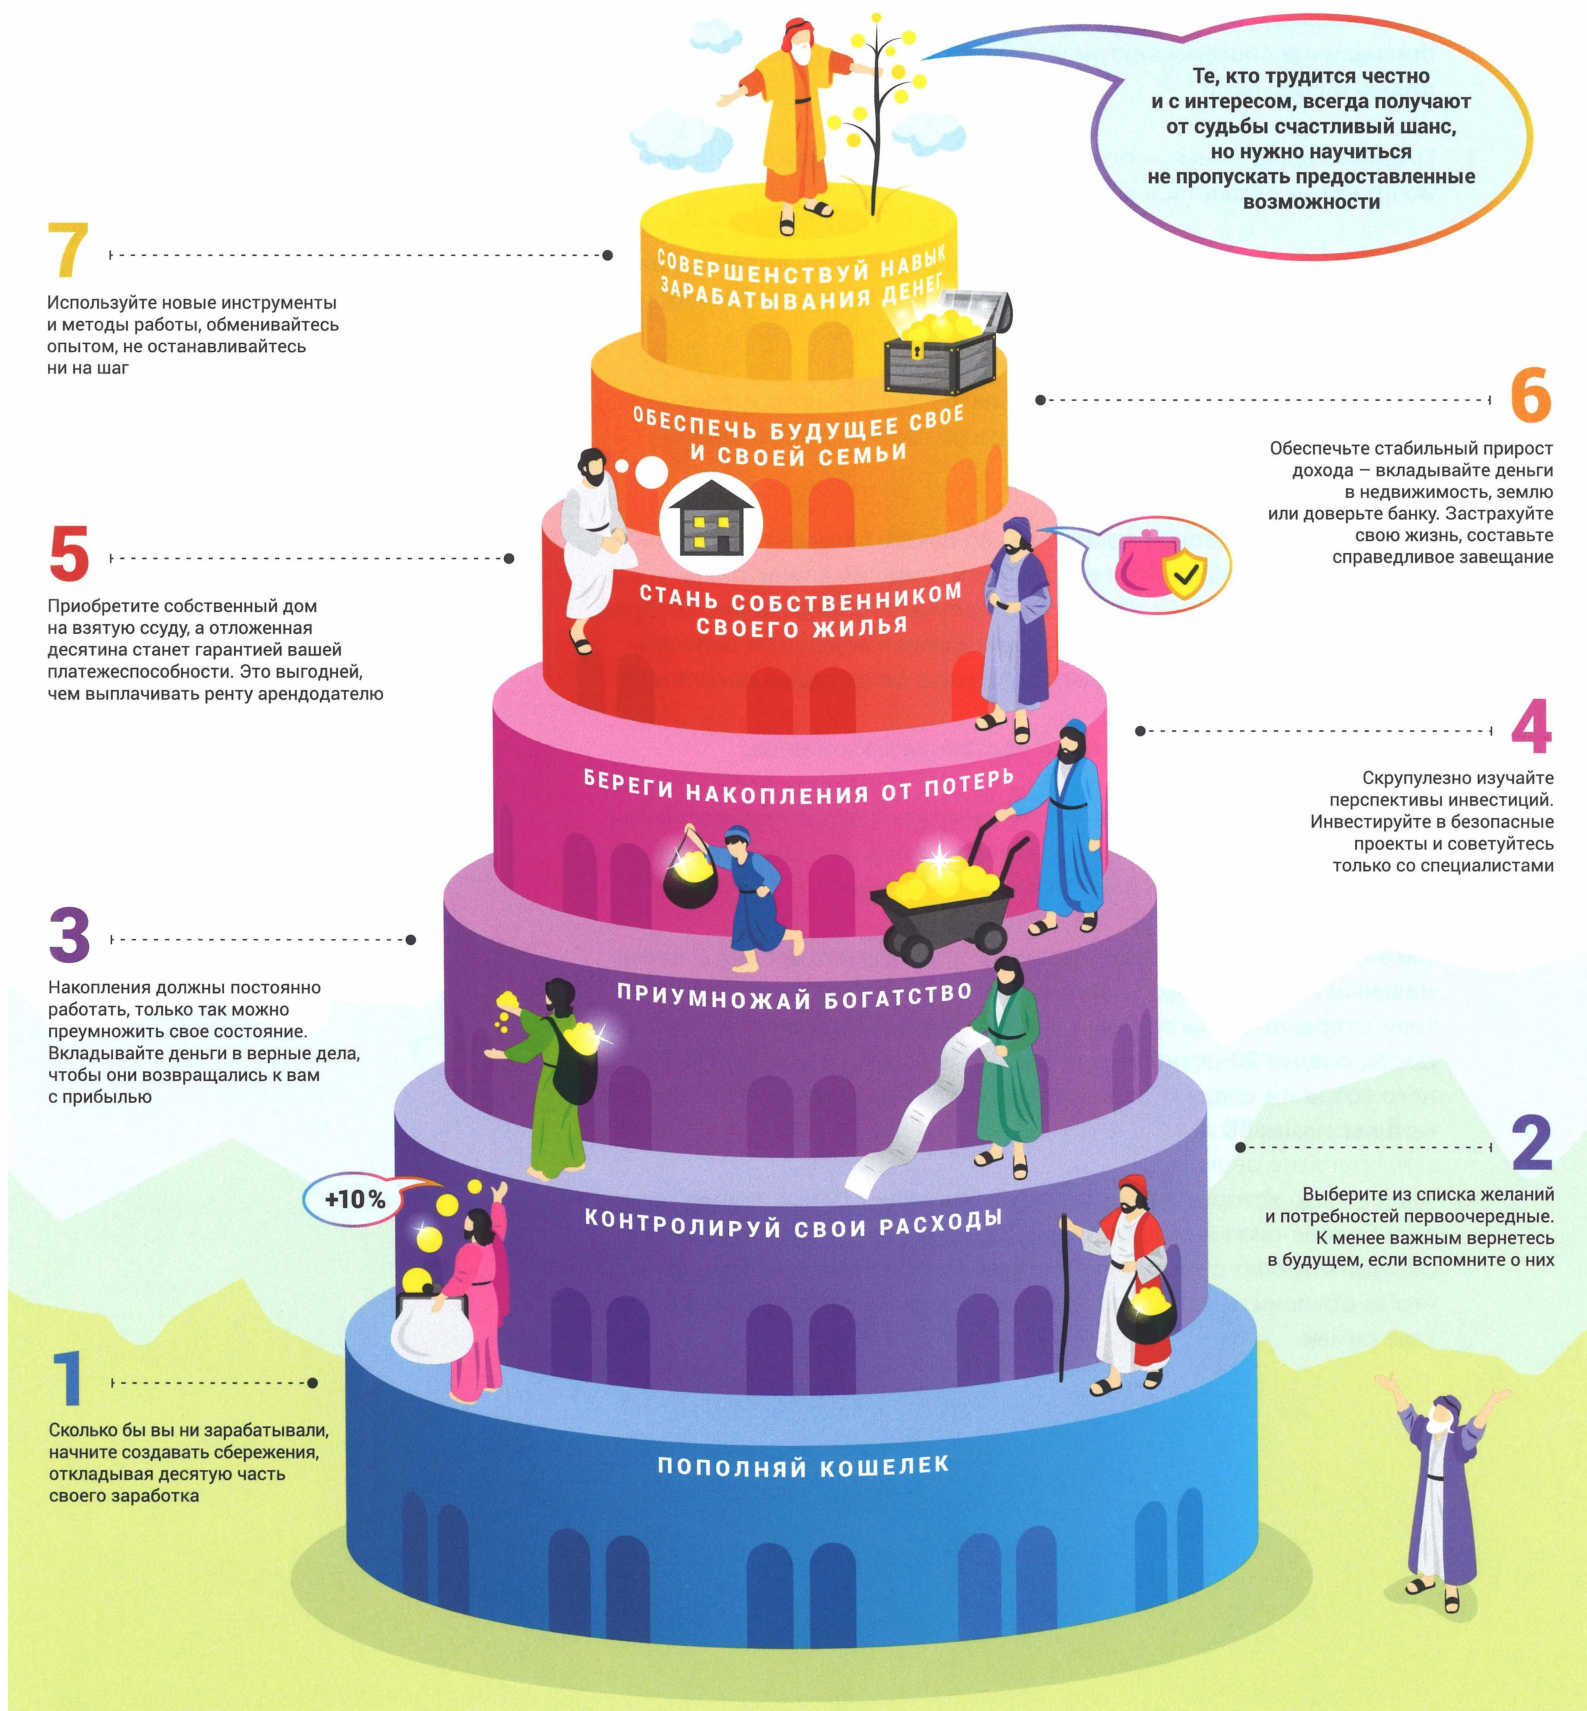 Те, кто трудится честно
и с интересом, всегда получают
от судьбы счастливый шанс,
но нужно научиться
не пропускать предоставленные
возможности
7
Используйте новые инструменты
и методы работы, обменивайтесь
опытом, не останавливайтесь
ни на шаг
СОВЕРШЕНСТВУЙ НАВЫК
ЗАРАБАТЫВАНИЯ ДЕНЕГ
6
Обеспечьте стабильный прирост
дохода – вкладывайте деньги
в недвижимость, землю
или доверьте банку. Застрахуйте
свою жизнь, составьте
справедливое завещание
ОБЕСПЕЧЬ БУДУЩЕЕ СВОЕ
И СВОЕЙ СЕМЬИ
5
Приобретите собственный дом
на взятую ссуду, а отложенная
десятина станет гарантией вашей
платежеспособности. Это выгодней,
чем выплачивать ренту арендодателю
СТАНЬ СОБСТВЕННИКОМ
СВОЕГО ЖИЛЬЯ
4
Скрупулезно изучайте
перспективы инвестиций.
Инвестируйте в безопасные
проекты и советуйтесь
только со специалистами
БЕРЕГИ НАКОПЛЕНИЯ ОТ ПОТЕРЬ
3
Накопления должны постоянно
работать, только так можно
преумножить свое состояние.
Вкладывайте деньги в верные дела,
чтобы они возвращались к вам
с прибылью
ПРИУМНОЖАЙ БОГАТСТВО
2
Выберите из списка желаний
и потребностей первоочередные.
К менее важным вернетесь
в будущем, если вспомните о них
+10%
КОНТРОЛИРУЙ СВОИ РАСХОДЫ
1
Сколько бы вы ни зарабатывали,
начните создавать сбережения,
откладывая десятую часть
своего заработка
ПОПОЛНЯЙ КОШЕЛЕК